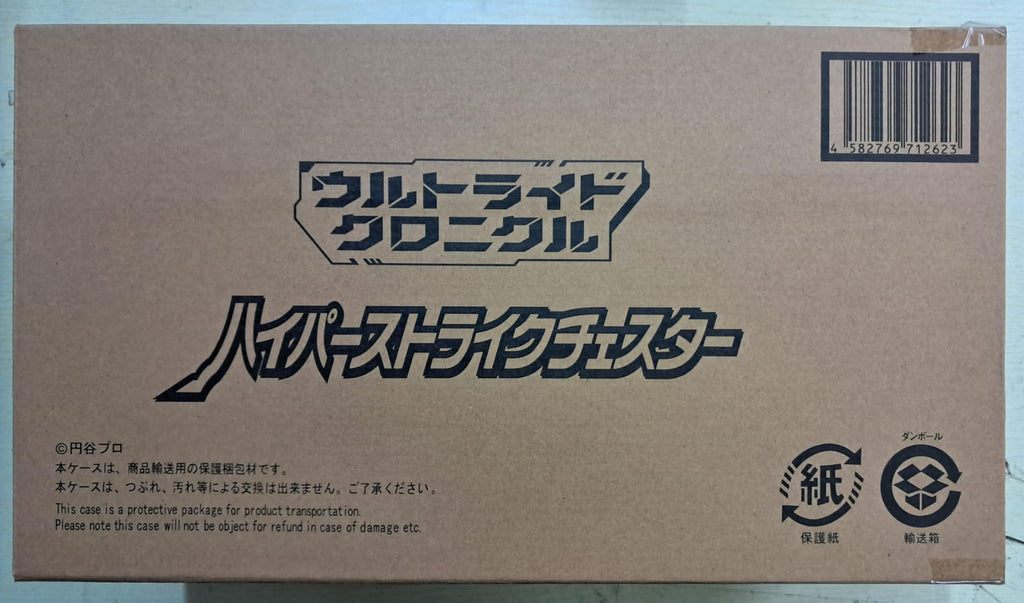 4 582769 712623
ウルトライド
クロニクル
ハイパーストライクチェスター
©円谷プロ
本ケースは、商品輸送用の保護梱包材です。
本ケースは、つぶれ、汚れ等による交換は出来ません。ご了承ください。
This case is a protective package for product transportation.
Please note this case will not be object for refund in case of damage etc.
紙
保護紙
ダンボール
輸送箱